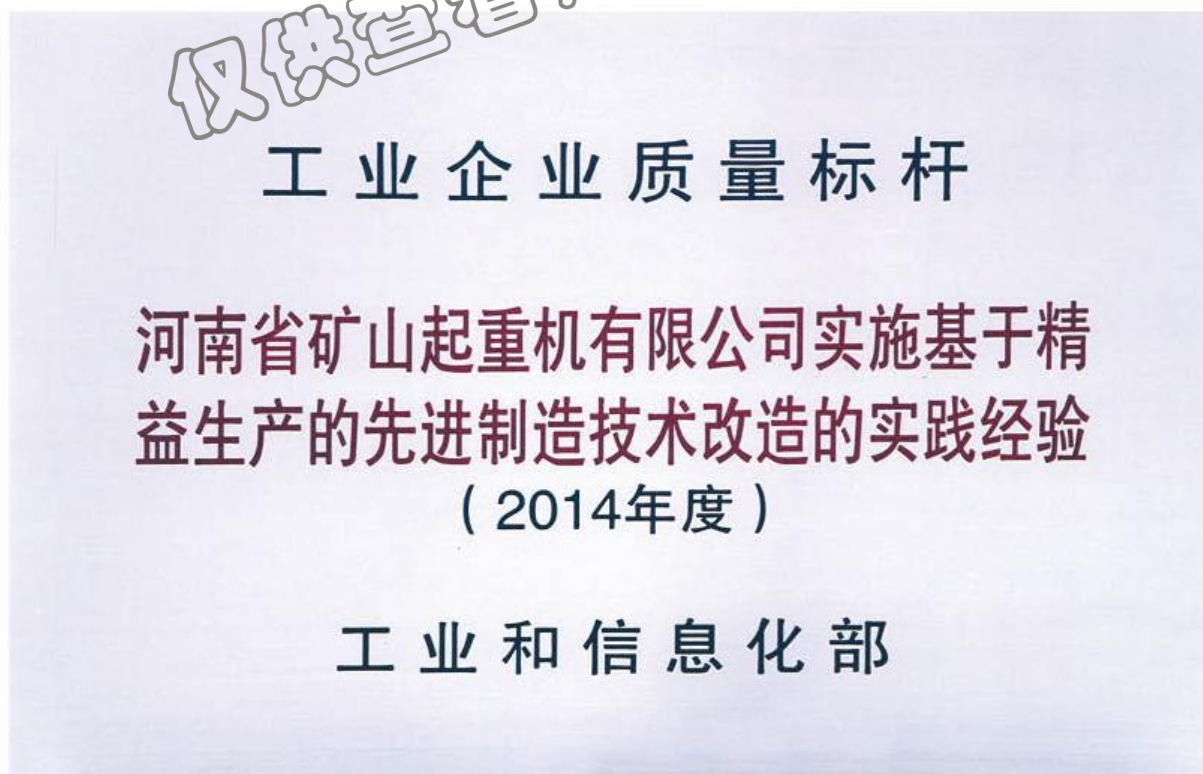 仅供查看
工业企业质量标杆
河南省矿山起重机有限公司实施基于精
益生产的先进制造技术改造的实践经验
(2014年度)
工业和信息化部